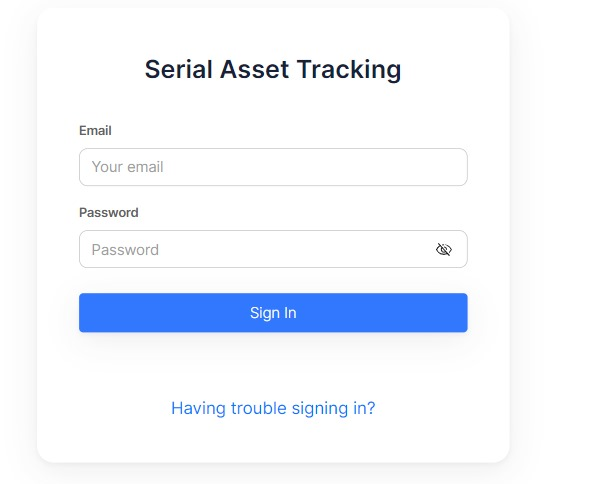 Serial Asset Tracking
Email
Your email
Password
Password
Sign In
Having trouble signing in?